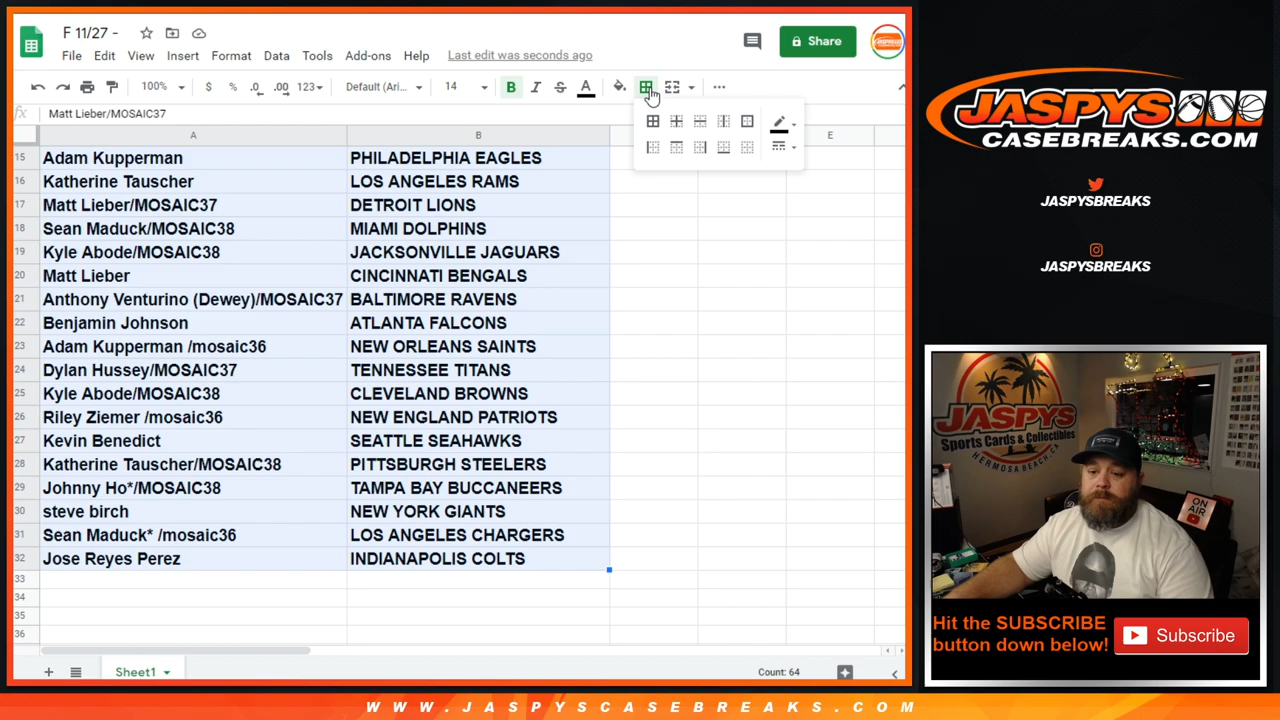 F 11/27 -
File Edit View Insert Format Data Tools Add-ons Help Last edit was seconds ago
Share
100% $ % .0 .00 123 Default (Ari... 14 B I S A
fx Matt Lieber/MOSAIC37
A B E
15 Adam Kupperman PHILADELPHIA EAGLES
16 Katherine Tauscher LOS ANGELES RAMS
17 Matt Lieber/MOSAIC37 DETROIT LIONS
18 Sean Maduck/MOSAIC38 MIAMI DOLPHINS
19 Kyle Abode/MOSAIC38 JACKSONVILLE JAGUARS
20 Matt Lieber CINCINNATI BENGALS
21 Anthony Venturino (Dewey)/MOSAIC37 BALTIMORE RAVENS
22 Benjamin Johnson ATLANTA FALCONS
23 Adam Kupperman /mosaic36 NEW ORLEANS SAINTS
24 Dylan Hussey/MOSAIC37 TENNESSEE TITANS
25 Kyle Abode/MOSAIC38 CLEVELAND BROWNS
26 Riley Ziemer /mosaic36 NEW ENGLAND PATRIOTS
27 Kevin Benedict SEATTLE SEAHAWKS
28 Katherine Tauscher/MOSAIC38 PITTSBURGH STEELERS
29 Johnny Ho*/MOSAIC38 TAMPA BAY BUCCANEERS
30 steve birch NEW YORK GIANTS
31 Sean Maduck* /mosaic36 LOS ANGELES CHARGERS
32 Jose Reyes Perez INDIANAPOLIS COLTS
33
34
35
36
Sheet1 Count: 64
JASPYS
CASEBREAKS.COM
JASPYSBREAKS
JASPYSBREAKS
JASPYS
Sports Cards & Collectibles
HERMOSA BEACH, CA
ON AIR
Hit the SUBSCRIBE
button down below!
Subscribe
WWW.JASPYSCASEBREAKS.COM